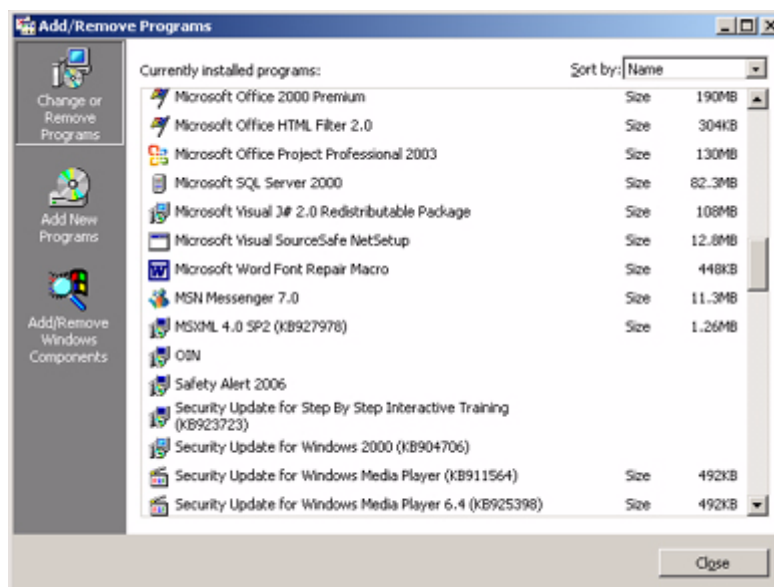 Add/Remove Programs
Change or
Remove
Programs
Add New
Programs
Add/Remove
Windows
Components
Currently installed programs:
Sort by: Name
Microsoft Office 2000 Premium Size 190MB
Microsoft Office HTML Filter 2.0 Size 304KB
Microsoft Office Project Professional 2003 Size 130MB
Microsoft SQL Server 2000 Size 82.3MB
Microsoft Visual J# 2.0 Redistributable Package Size 108MB
Microsoft Visual SourceSafe NetSetup Size 12.8MB
Microsoft Word Font Repair Macro Size 448KB
MSN Messenger 7.0 Size 11.3MB
MSXML 4.0 SP2 (KB927978) Size 1.26MB
OIN
Safety Alert 2006
Security Update for Step By Step Interactive Training
(KB923723)
Security Update for Windows 2000 (KB904706)
Security Update for Windows Media Player (KB911564) Size 492KB
Security Update for Windows Media Player 6.4 (KB925398) Size 492KB
Close